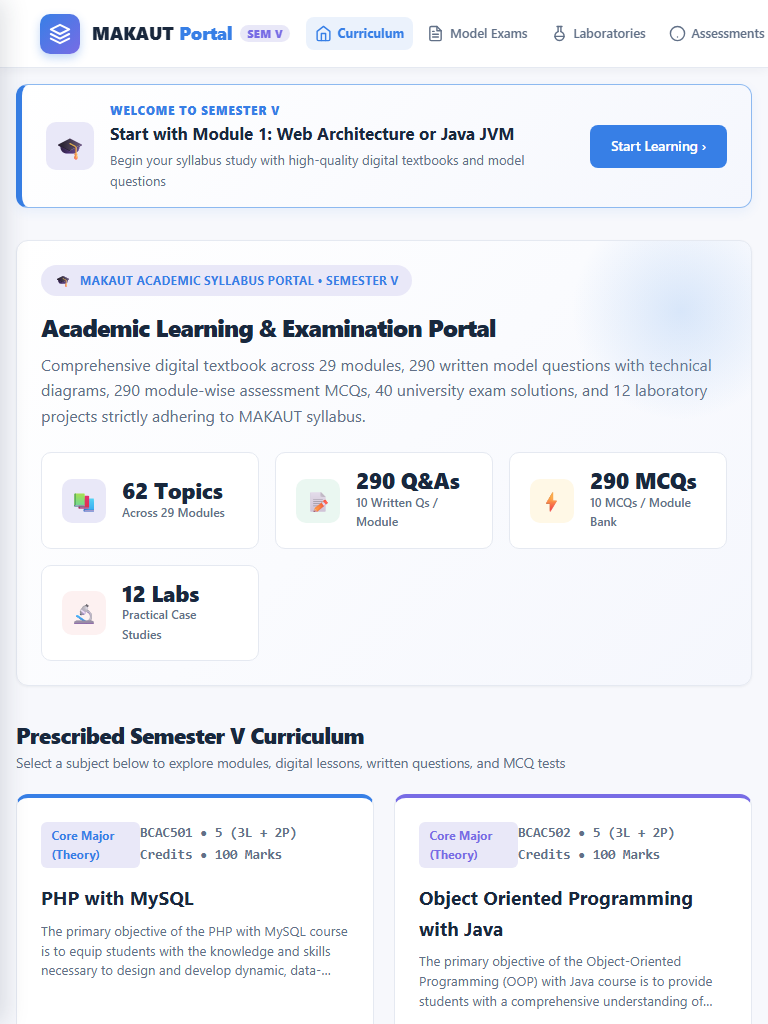 MAKAUT Portal SEM V Curriculum Model Exams Laboratories Assessments
WELCOME TO SEMESTER V
Start with Module 1: Web Architecture or Java JVM
Begin your syllabus study with high-quality digital textbooks and model
questions
Start Learning ›
MAKAUT ACADEMIC SYLLABUS PORTAL • SEMESTER V
Academic Learning & Examination Portal
Comprehensive digital textbook across 29 modules, 290 written model questions with technical
diagrams, 290 module-wise assessment MCQs, 40 university exam solutions, and 12 laboratory
projects strictly adhering to MAKAUT syllabus.
62 Topics
Across 29 Modules
290 Q&As
10 Written Qs /
Module
290 MCQs
10 MCQs / Module
Bank
12 Labs
Practical Case
Studies
Prescribed Semester V Curriculum
Select a subject below to explore modules, digital lessons, written questions, and MCQ tests
Core Major
(Theory)
BCAC501 • 5 (3L + 2P)
Credits • 100 Marks
PHP with MySQL
The primary objective of the PHP with MySQL course
is to equip students with the knowledge and skills
necessary to design and develop dynamic, data-...
Core Major
(Theory)
BCAC502 • 5 (3L + 2P)
Credits • 100 Marks
Object Oriented Programming
with Java
The primary objective of the Object-Oriented
Programming (OOP) with Java course is to provide
students with a comprehensive understanding of...